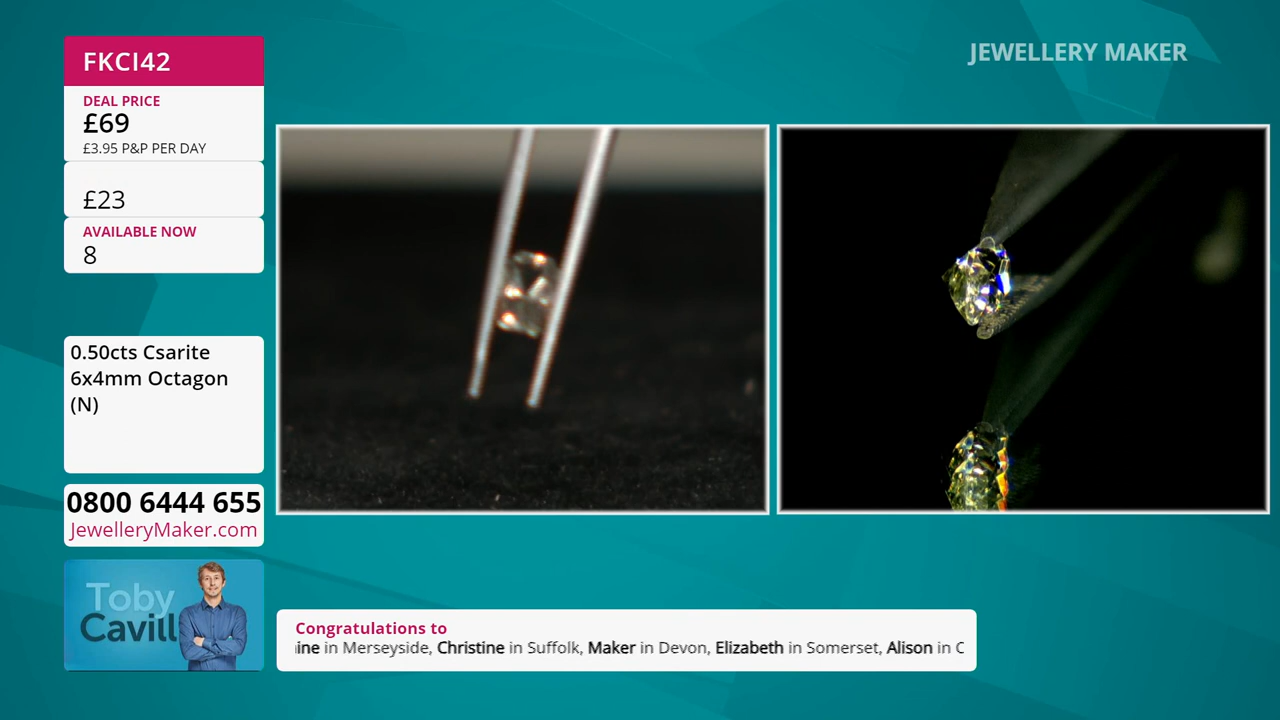 FKCI42
DEAL PRICE
£69
£3.95 P&P PER DAY
£23
AVAILABLE NOW
8
0.50cts Csarite
6x4mm Octagon
(N)
0800 6444 655
JewelleryMaker.com
Toby
Cavill
JEWELLERY MAKER
Congratulations to
in Merseyside, Christine in Suffolk, Maker in Devon, Elizabeth in Somerset, Alison in